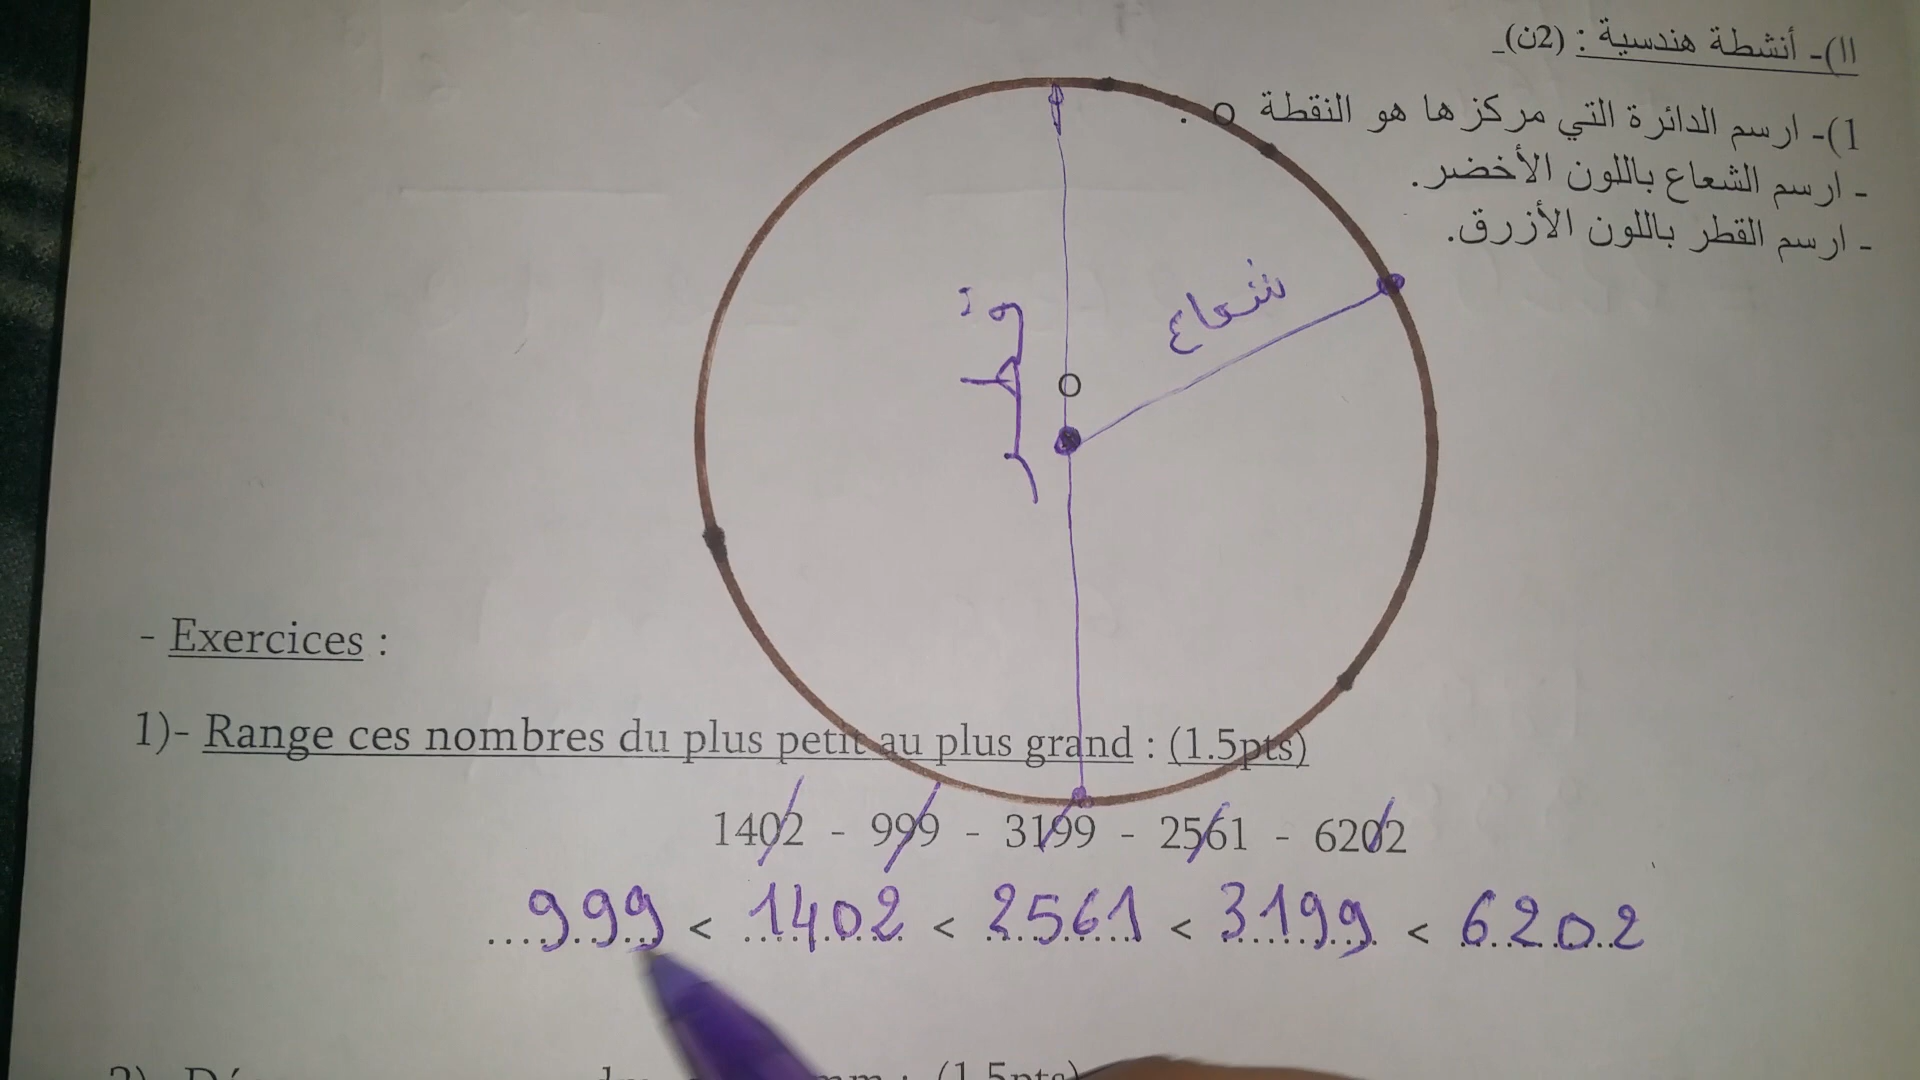 II)- أنشطة هندسية : (2ن)
1)- ارسم الدائرة التي مركزها هو النقطة O .
- ارسم الشعاع باللون الأخضر.
- ارسم القطر باللون الأزرق.
شعاع
قطر
O
- Exercices :
1)- Range ces nombres du plus petit au plus grand : (1.5pts)
1402 - 999 - 3199 - 2561 - 6202
999 < 1402 < 2561 < 3199 < 6202
(1.5pts)